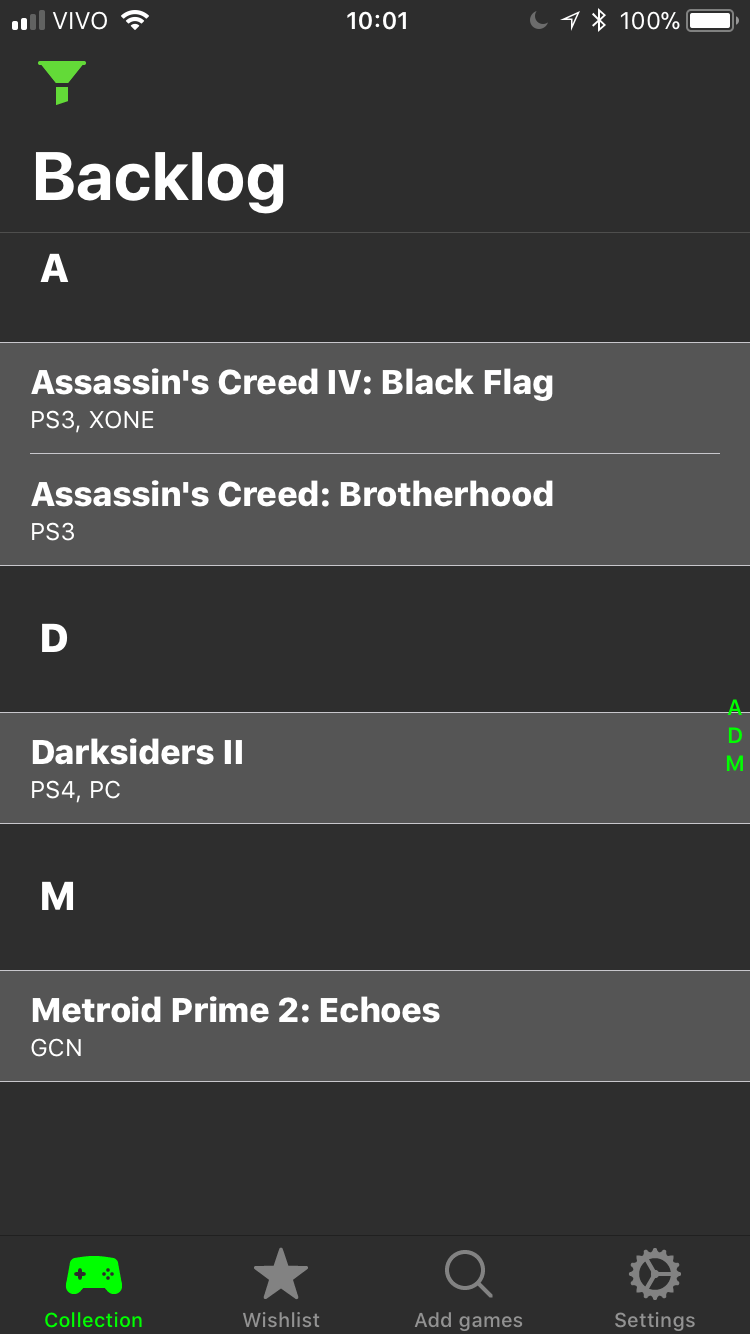 VIVO 10:01 100%
Backlog
A
Assassin's Creed IV: Black Flag
PS3, XONE
Assassin's Creed: Brotherhood
PS3
D
A
Darksiders II
D
PS4, PC
M
M
Metroid Prime 2: Echoes
GCN
Collection Wishlist Add games Settings